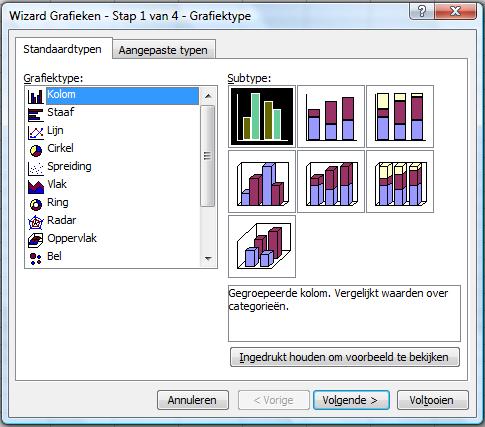 Wizard Grafieken - Stap 1 van 4 - Grafiektype
Standaardtypen
Aangepaste typen
Grafiektype:
Kolom
Staaf
Lijn
Cirkel
Spreiding
Vlak
Ring
Radar
Oppervlak
Bel
Subtype:
Gegroepeerde kolom. Vergelijkt waarden over
categorieën.
Ingedrukt houden om voorbeeld te bekijken
Annuleren
< Vorige
Volgende >
Voltooien